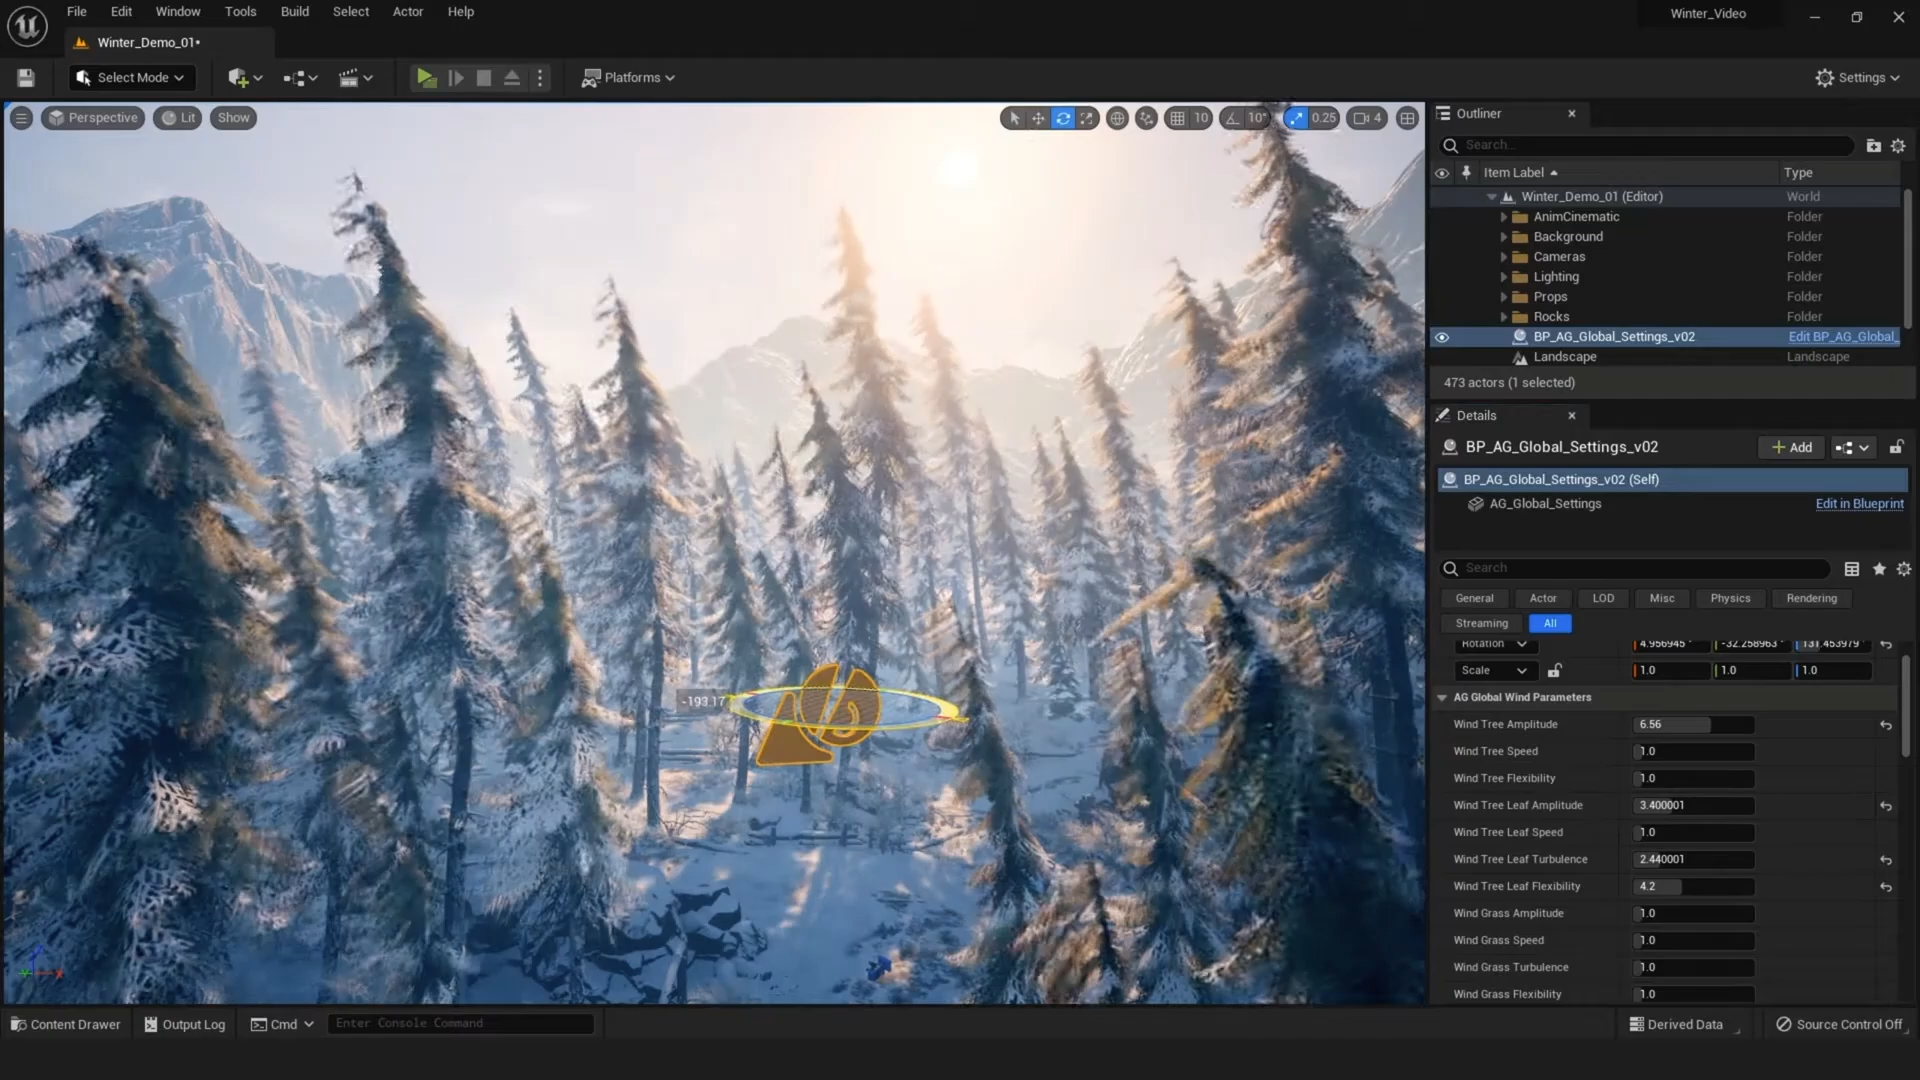 File Edit Window Tools Build Select Actor Help
Winter_Video
Winter_Demo_01•
Select Mode
Platforms
Settings
Perspective
Lit
Show
10
10°
0.25
4
-193.17
Outliner
Search...
Item Label
Type
Winter_Demo_01 (Editor) World
AnimCinematic Folder
Background Folder
Cameras Folder
Lighting Folder
Props Folder
Rocks Folder
BP_AG_Global_Settings_v02 Edit BP_AG_Global_
Landscape Landscape
473 actors (1 selected)
Details
BP_AG_Global_Settings_v02
Add
BP_AG_Global_Settings_v02 (Self)
AG_Global_Settings Edit in Blueprint
Search
General Actor LOD Misc Physics Rendering
Streaming All
Rotation 4.956945 ° -32.258963 ° 131.453979
Scale 1.0 1.0 1.0
AG Global Wind Parameters
Wind Tree Amplitude 6.56
Wind Tree Speed 1.0
Wind Tree Flexibility 1.0
Wind Tree Leaf Amplitude 3.400001
Wind Tree Leaf Speed 1.0
Wind Tree Leaf Turbulence 2.440001
Wind Tree Leaf Flexibility 4.2
Wind Grass Amplitude 1.0
Wind Grass Speed 1.0
Wind Grass Turbulence 1.0
Wind Grass Flexibility 1.0
Content Drawer
Output Log
Cmd
Enter Console Command
Derived Data
Source Control Off